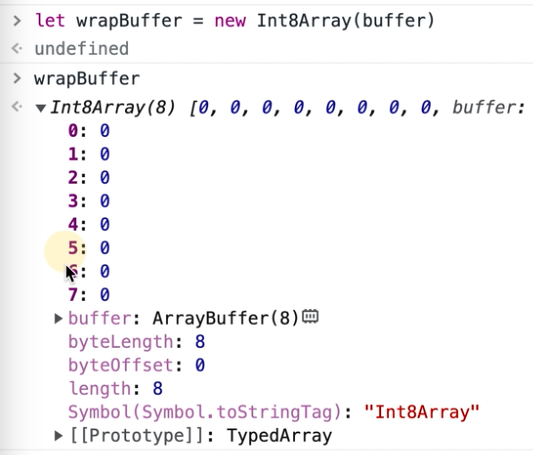 > let wrapBuffer = new Int8Array(buffer)
undefined
> wrapBuffer
Int8Array(8) [0, 0, 0, 0, 0, 0, 0, 0, buffer:
0: 0
1: 0
2: 0
3: 0
4: 0
5: 0
6: 0
7: 0
buffer: ArrayBuffer(8)
byteLength: 8
byteOffset: 0
length: 8
Symbol(Symbol.toStringTag): "Int8Array"
[[Prototype]]: TypedArray